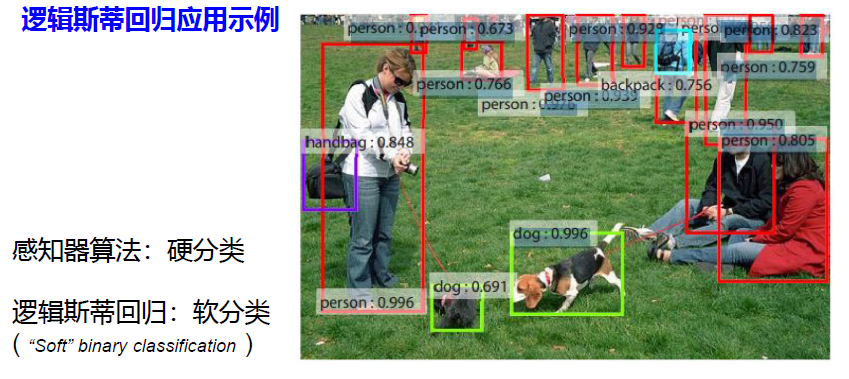 逻辑斯蒂回归应用示例
感知器算法：硬分类
逻辑斯蒂回归：软分类
( “Soft” binary classification )
person : 0.
person : 0.673
person : 0.92
person : 0.823
person : 0.766
person : 0.759
backpack : 0.756
person : 0.950
person : 0.805
handbag : 0.848
dog : 0.996
dog : 0.691
person : 0.996